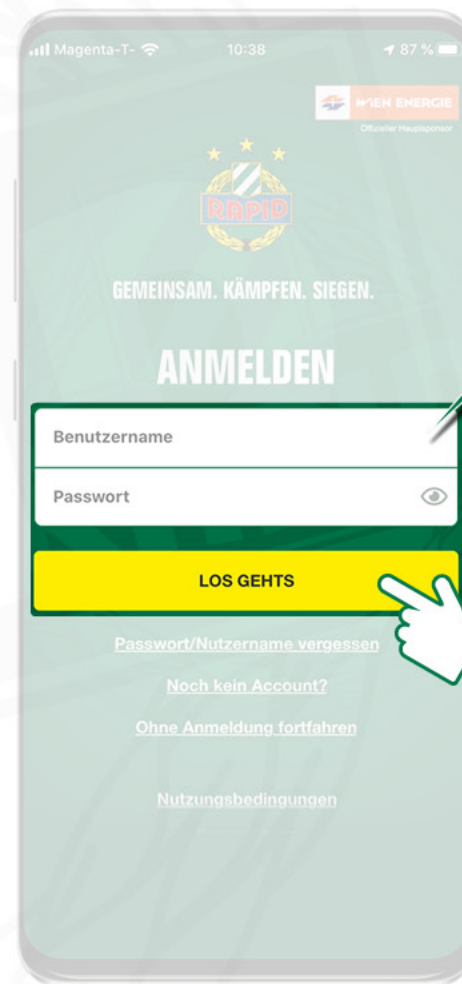 Magenta-T- 10:38 87 %
WIEN ENERGIE
Offizieller Hauptsponsor
RAPID
GEMEINSAM. KÄMPFEN. SIEGEN.
ANMELDEN
Benutzername
Passwort
LOS GEHTS
Passwort/Nutzername vergessen
Noch kein Account?
Ohne Anmeldung fortfahren
Nutzungsbedingungen